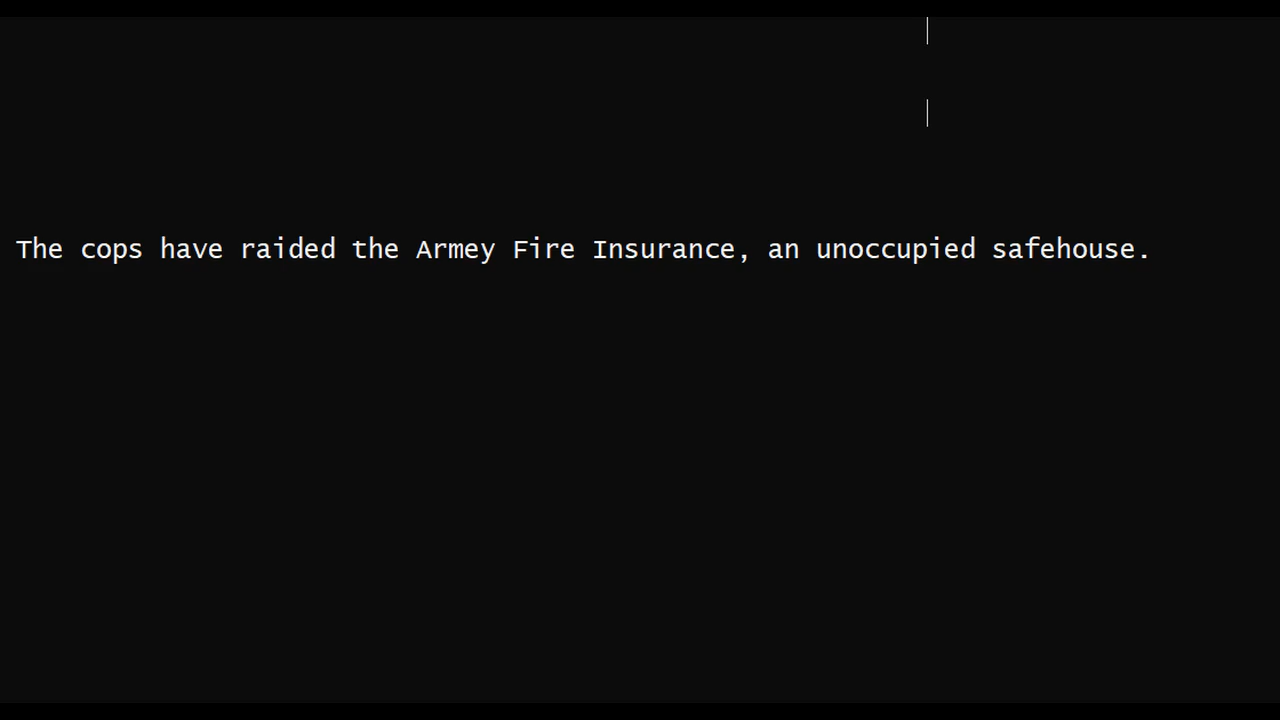 The cops have raided the Armey Fire Insurance, an unoccupied safehouse.